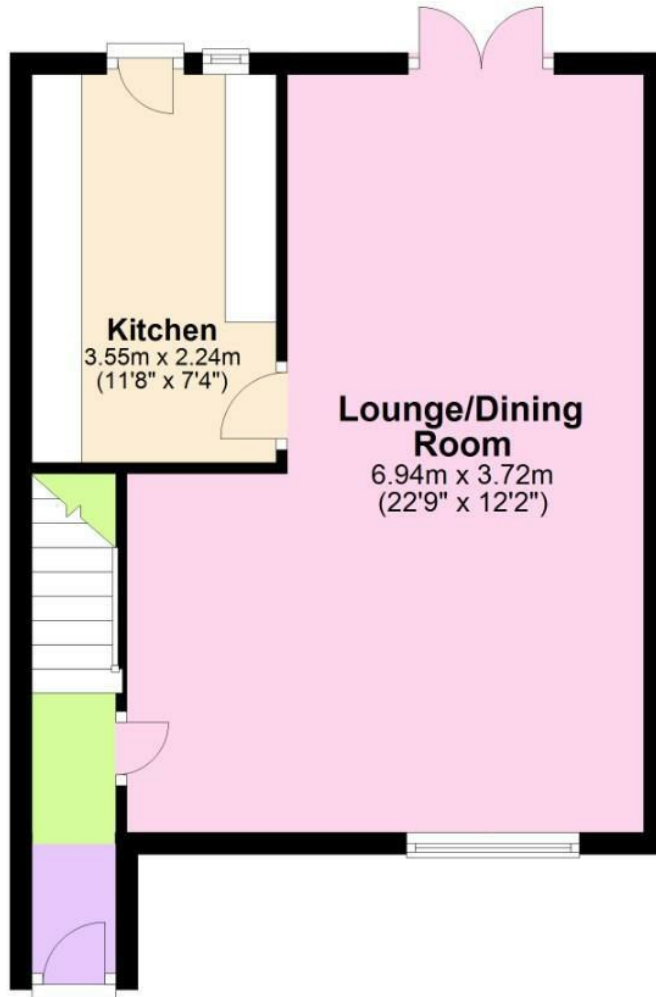 Kitchen
3.55m x 2.24m
(11'8" x 7'4")
Lounge/Dining
Room
6.94m x 3.72m
(22'9" x 12'2")